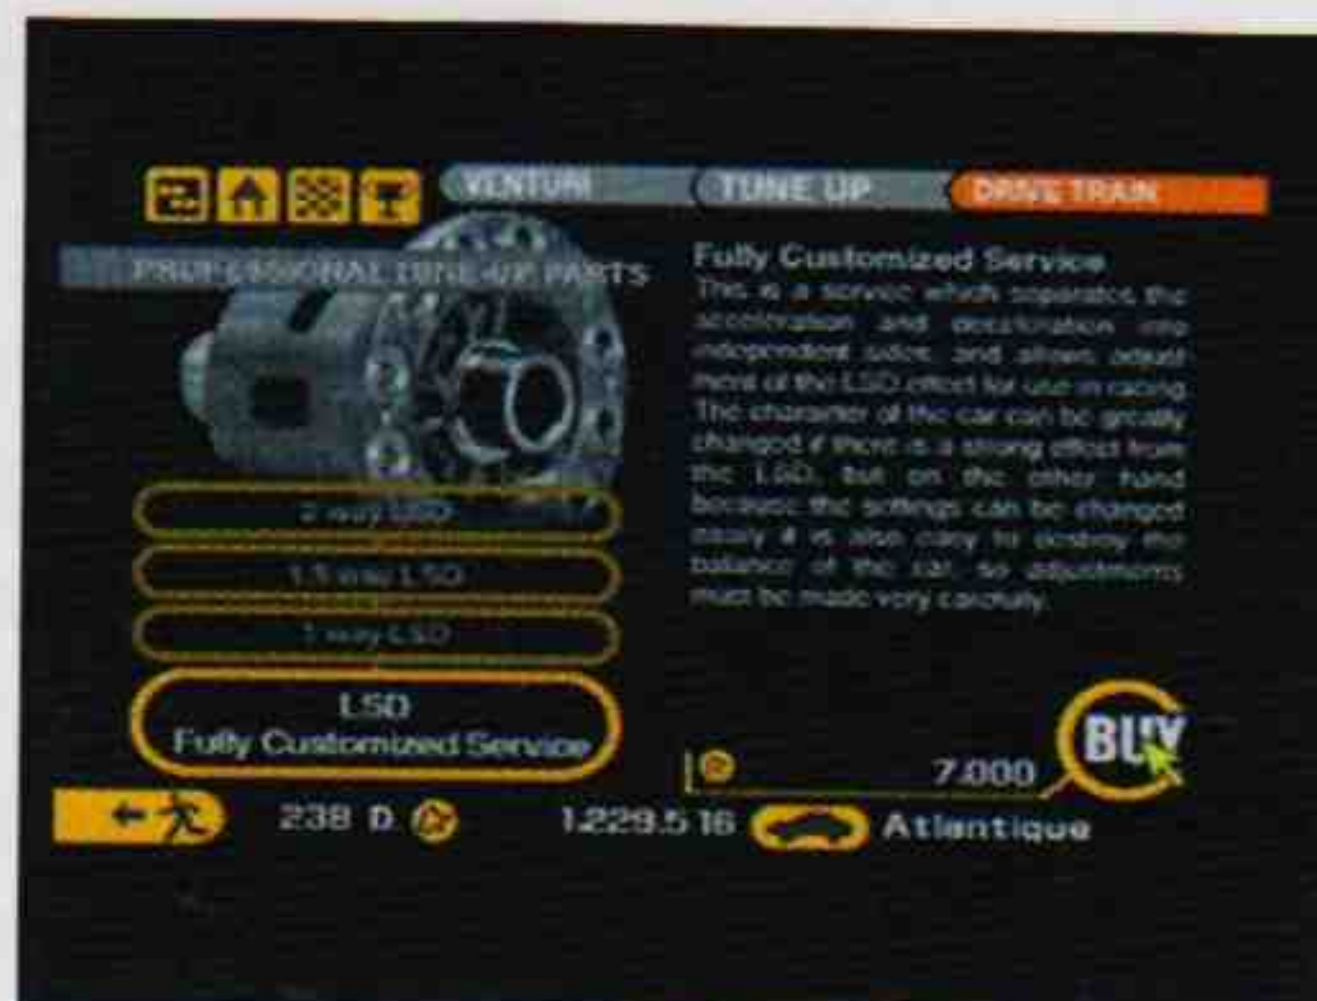 VENTURI
TUNE UP
DRIVE TRAIN
PROFESSIONAL TUNE-UP PARTS
Fully Customized Service
This is a service which separates the
acceleration and deceleration into
independent sides, and allows adjust
ment of the LSD effect for use in racing
The character of the car can be greatly
changed if there is a strong effect from
the LSD, but on the other hand
because the settings can be changed
easily it is also easy to destroy the
balance of the car, so adjustments
must be made very carefully.
2 way LSD
1.5 way LSD
1 way LSD
LSD
Fully Customized Service
BUY
7.000
238 D.
1.229.516
Atlantique